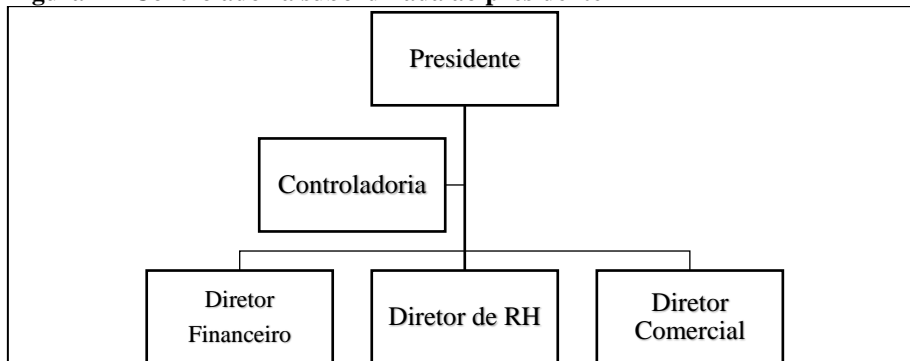 Presidente
Controladoria
Diretor
Financeiro
Diretor de RH
Diretor
Comercial